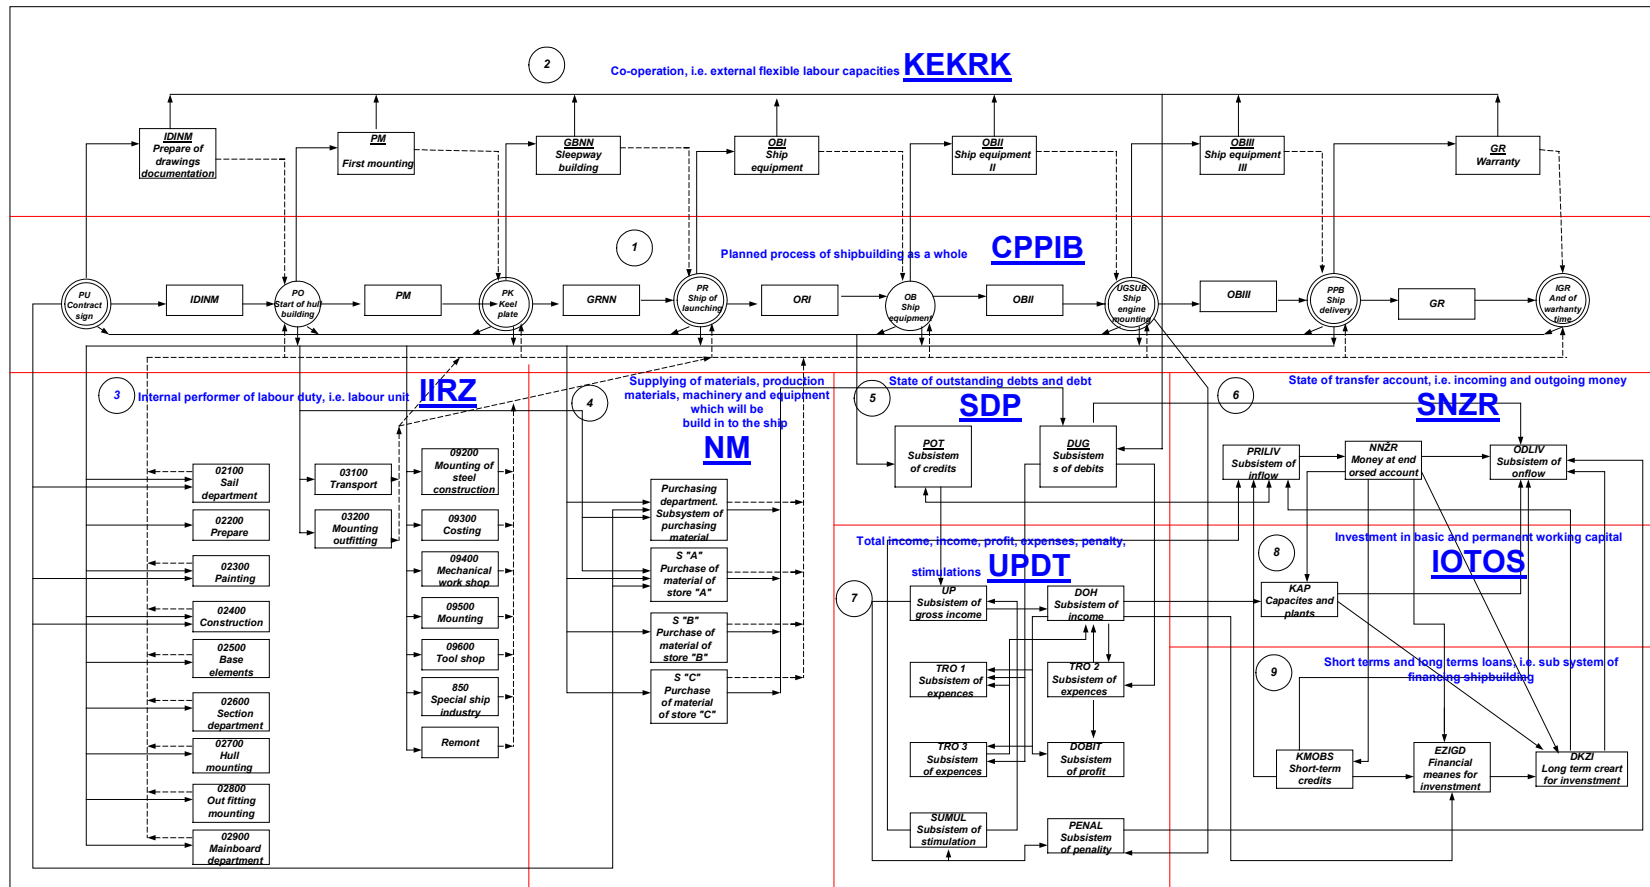 2
Co-operation, i.e. external flexible labour capacities KEKRK
IDINM
Prepare of
drawings
documentation
PM
First mounting
GBNN
Sleepway
building
OBI
Ship
equipment
OBII
Ship equipment
II
OBIII
Ship equipment
III
GR
Warranty
1
Planned process of shipbuilding as a whole
CPPIB
PU
Contract
sign
IDINM
PO
Start of hull
building
PM
PK
Keel
plate
GRNN
PR
Ship of
launching
ORI
OB
Ship
equipment
OBII
UGSUB
Ship
engine
mounting
OBIII
PPB
Ship
delivery
GR
IGR
And of
warhanty
time
3
Internal performer of labour duty, i.e. labour unit
IIRZ
02100
Sail
department
02200
Prepare
02300
Painting
02400
Construction
02500
Base
elements
02600
Section
department
02700
Hull
mounting
02800
Out fitting
mounting
02900
Mainboard
department
03100
Transport
03200
Mounting
outfitting
09200
Mounting of
steel
construction
09300
Costing
09400
Mechanical
work shop
09500
Mounting
09600
Tool shop
850
Special ship
industry
Remont
4
Supplying of materials, production
materials, machinery and equipment
which will be
build in to the ship
NM
Purchasing
department.
Subsystem of
purchasing
material
S "A"
Purchase of
material of
store "A"
S "B"
Purchase of
material of
store "B"
S "C"
Purchase
of material
of store "C"
5
State of outstanding debts and debt
SDP
POT
Subsistem
of credits
DUG
Subsistem
s of debits
6
State of transfer account, i.e. incoming and outgoing money
SNZR
PRILIV
Subsistem of
inflow
NNŽR
Money at end
orsed account
ODLIV
Subsistem of
onflow
Total income, income, profit, expenses, penalty,
stimulations UPDT
7
UP
Subsistem of
gross income
DOH
Subsistem of
income
TRO 1
Subsistem of
expences
TRO 2
Subsistem of
expences
TRO 3
Subsistem
of expences
DOBIT
Subsistem
of profit
SUMUL
Subsistem of
stimulation
PENAL
Subsistem
of penality
8
Investment in basic and permanent working capital
IOTOS
KAP
Capacites and
plants
9
Short terms and long terms loans, i.e. sub system of
financing shipbuilding
KMOBS
Short-term
credits
EZIGD
Financial
meanes for
invenstment
DKZI
Long term creart
for invenstment